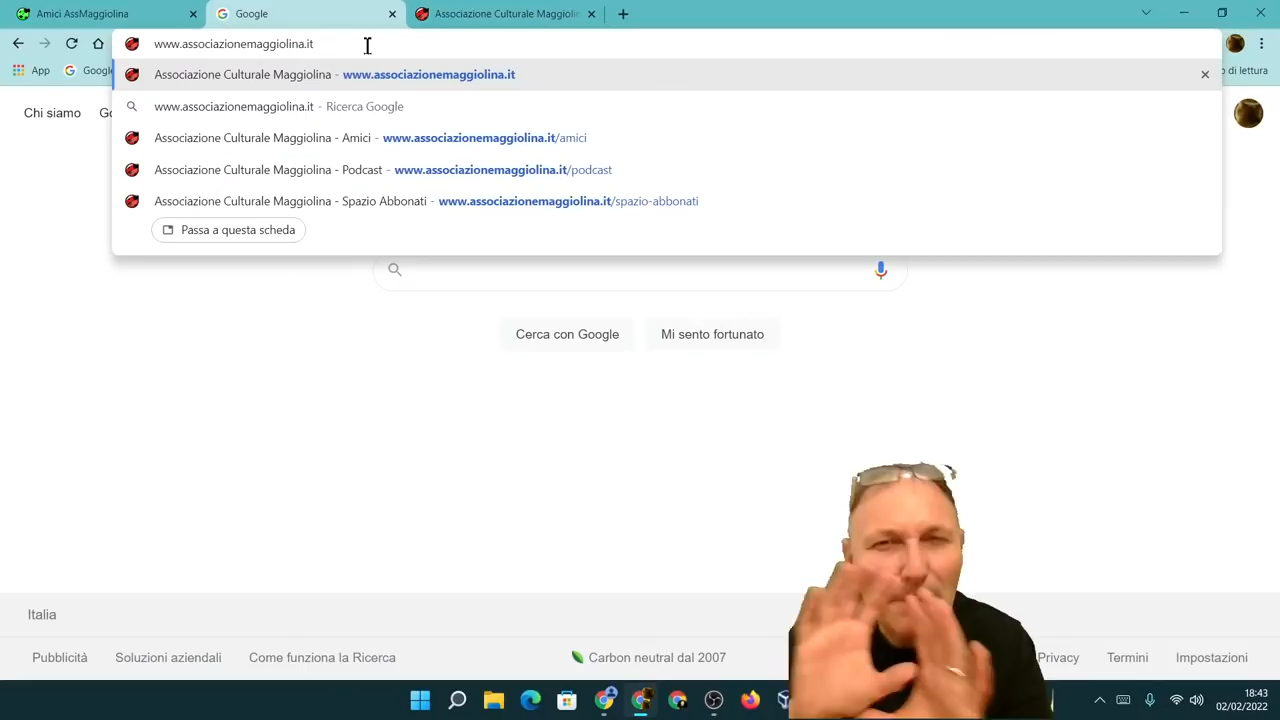 Amici AssMaggiolina
Google
Associazione Culturale Maggiolin
www.associazionemaggiolina.it
App
Google
di lettura
Associazione Culturale Maggiolina - www.associazionemaggiolina.it
www.associazionemaggiolina.it - Ricerca Google
Associazione Culturale Maggiolina - Amici - www.associazionemaggiolina.it/amici
Associazione Culturale Maggiolina - Podcast - www.associazionemaggiolina.it/podcast
Associazione Culturale Maggiolina - Spazio Abbonati - www.associazionemaggiolina.it/spazio-abbonati
Passa a questa scheda
Chi siamo
Cerca con Google
Mi sento fortunato
Italia
Pubblicità
Soluzioni aziendali
Come funziona la Ricerca
Carbon neutral dal 2007
Privacy
Termini
Impostazioni
18:43
02/02/2022